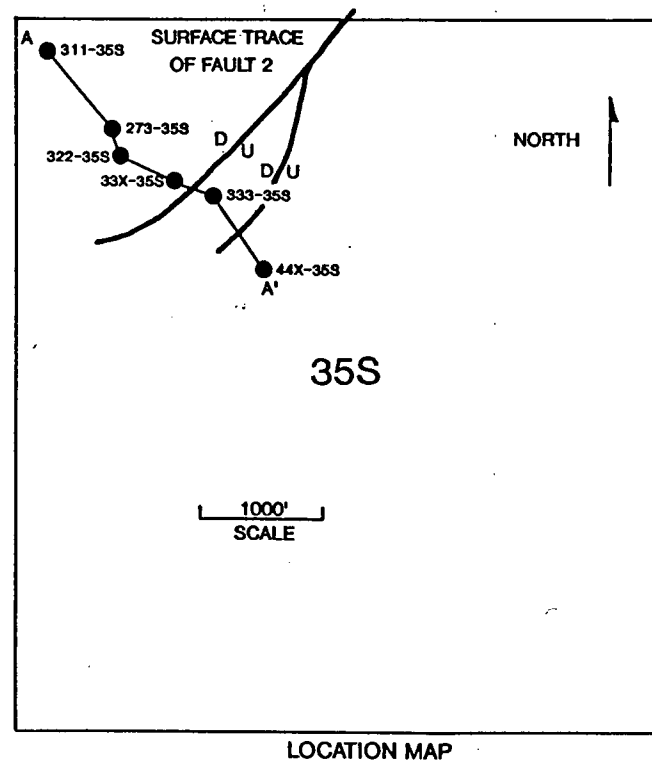 A
311-35S
SURFACE TRACE
OF FAULT 2
273-35S
NORTH
D
U
322-35S
D U
33X-35S
333-35S
44X-35S
A'
35S
1000'
SCALE
LOCATION MAP